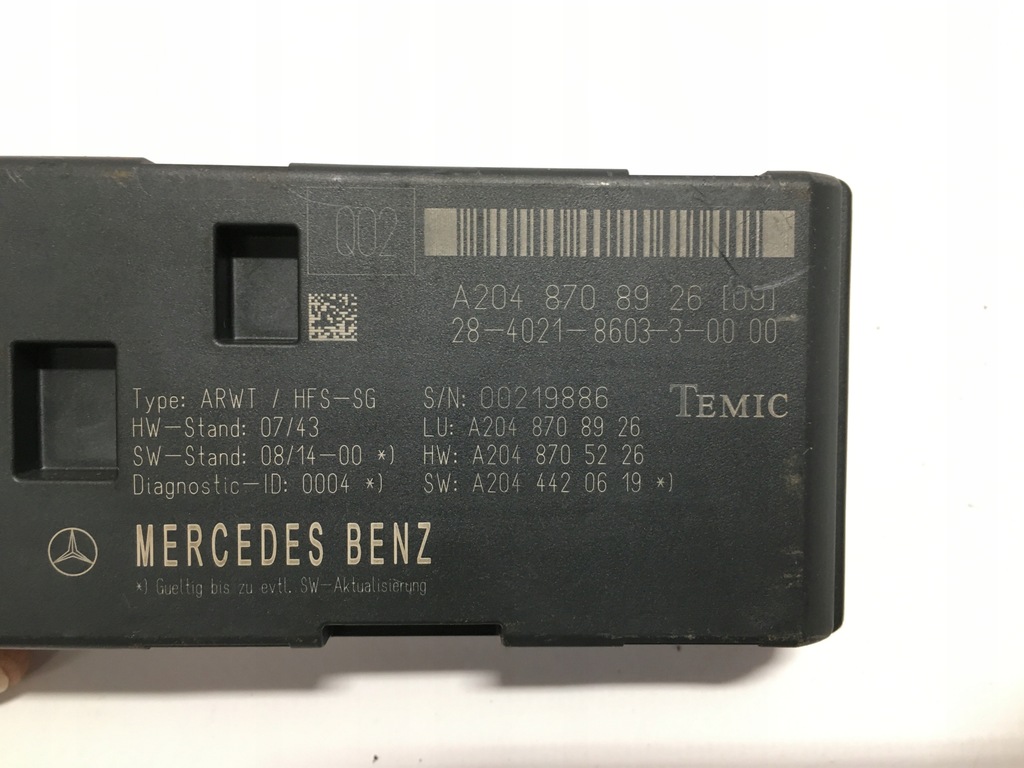 Q02
A204 870 89 26 [09]
28-4021-8603-3-00 00
Type: ARWT / HFS-SG
HW-Stand: 07/43
SW-Stand: 08/14-00 *)
Diagnostic-ID: 0004 *)
S/N: 00219886
LU: A204 870 89 26
HW: A204 870 52 26
SW: A204 442 06 19 *)
TEMIC
MERCEDES BENZ
*) Gueltig bis zu evtl. SW-Aktualisierung